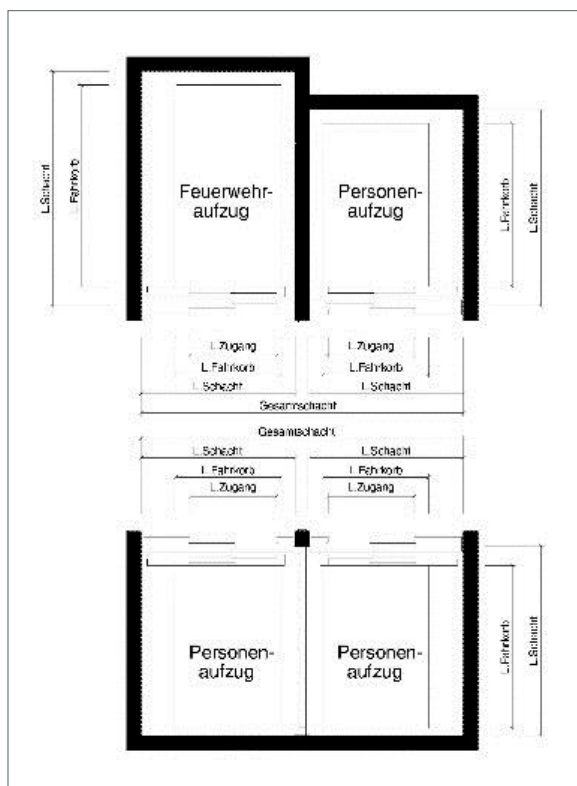 L.Schacht
L.Fahrkorb
Feuerwehr-
aufzug
Personen-
aufzug
L.Fahrkorb
L.Schacht
L.Zugang
L.Zugang
L.Fahrkorb
L.Fahrkorb
L.Schacht
L.Schacht
Gesamtschacht
Gesamtschacht
L.Schacht
L.Schacht
L.Fahrkorb
L.Fahrkorb
L.Zugang
L.Zugang
Personen-
aufzug
Personen-
aufzug
L.Fahrkorb
L.Schacht